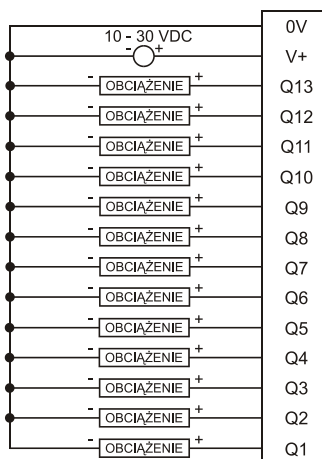 0V
10 - 30 VDC
- + V+
- OBCIĄŻENIE + Q13
- OBCIĄŻENIE + Q12
- OBCIĄŻENIE + Q11
- OBCIĄŻENIE + Q10
- OBCIĄŻENIE + Q9
- OBCIĄŻENIE + Q8
- OBCIĄŻENIE + Q7
- OBCIĄŻENIE + Q6
- OBCIĄŻENIE + Q5
- OBCIĄŻENIE + Q4
- OBCIĄŻENIE + Q3
- OBCIĄŻENIE + Q2
- OBCIĄŻENIE + Q1